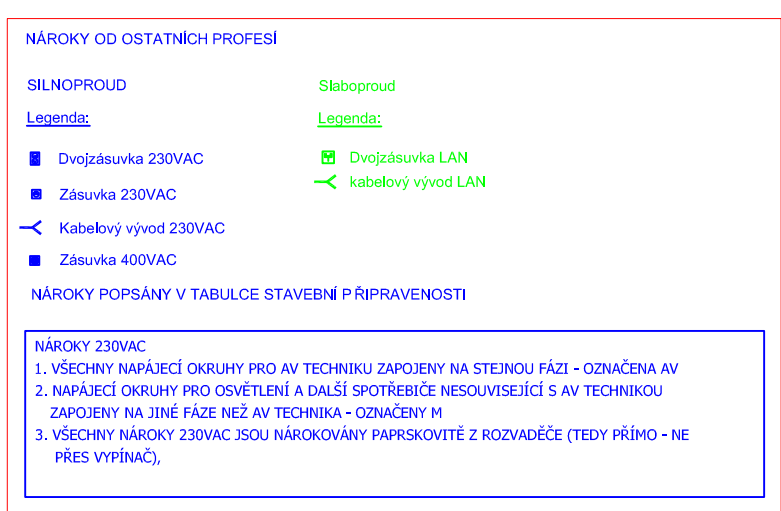 NÁROKY OD OSTATNÍCH PROFESÍ
SILNOPROUD
Legenda:
Dvojzásuvka 230VAC
Zásuvka 230VAC
Kabelový vývod 230VAC
Zásuvka 400VAC
Slaboproud
Legenda:
Dvojzásuvka LAN
kabelový vývod LAN
NÁROKY POPSÁNY V TABULCE STAVEBNÍ PŘIPRAVENOSTI
NÁROKY 230VAC
1. VŠECHNY NAPÁJECÍ OKRUHY PRO AV TECHNIKU ZAPOJENY NA STEJNOU FÁZI - OZNAČENA AV
2. NAPÁJECÍ OKRUHY PRO OSVĚTLENÍ A DALŠÍ SPOTŘEBIČE NESOUVISEJÍCÍ S AV TECHNIKOU
ZAPOJENY NA JINÉ FÁZE NEŽ AV TECHNIKA - OZNAČENY M
3. VŠECHNY NÁROKY 230VAC JSOU NÁROKOVÁNY PAPRSKOVITĚ Z ROZVADĚČE (TEDY PŘÍMO - NE
PŘES VYPÍNAČ),